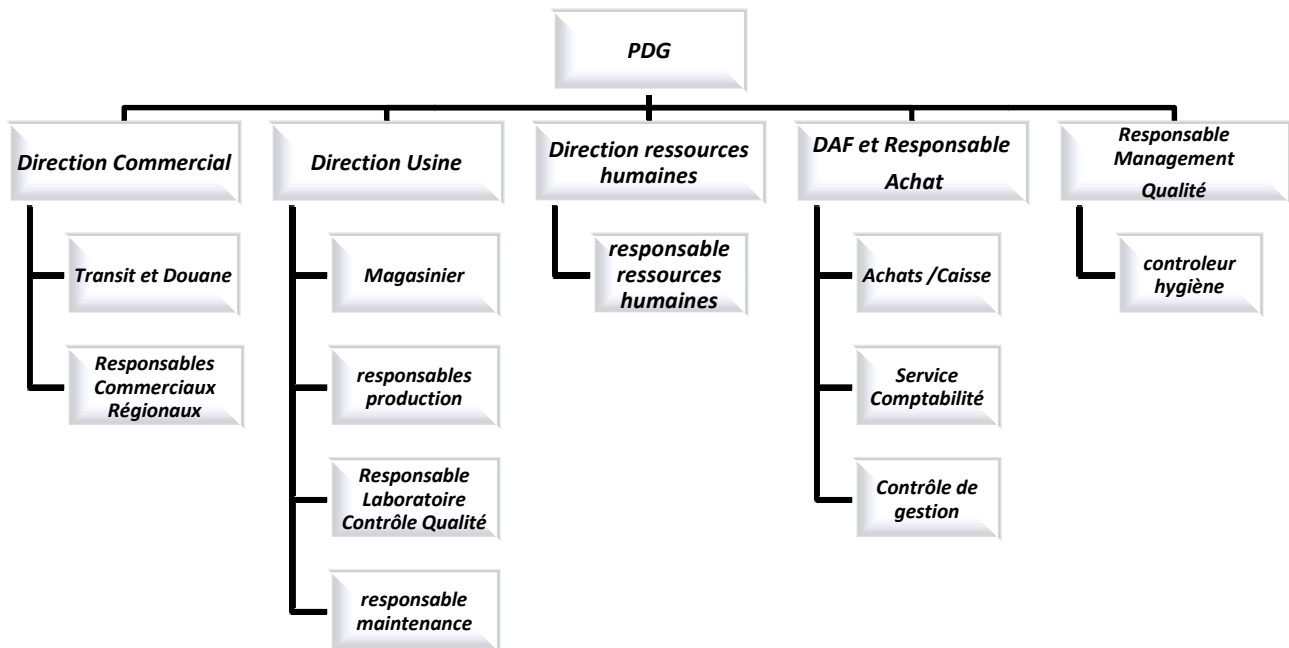 PDG
Direction Commercial
Direction Usine
Direction ressources
humaines
DAF et Responsable
Achat
Responsable
Management
Qualité
Transit et Douane
Magasinier
responsable
ressources
humaines
Achats /Caisse
controleur
hygiène
Responsables
Commerciaux
Régionaux
responsables
production
Service
Comptabilité
Responsable
Laboratoire
Contrôle Qualité
Contrôle de
gestion
responsable
maintenance